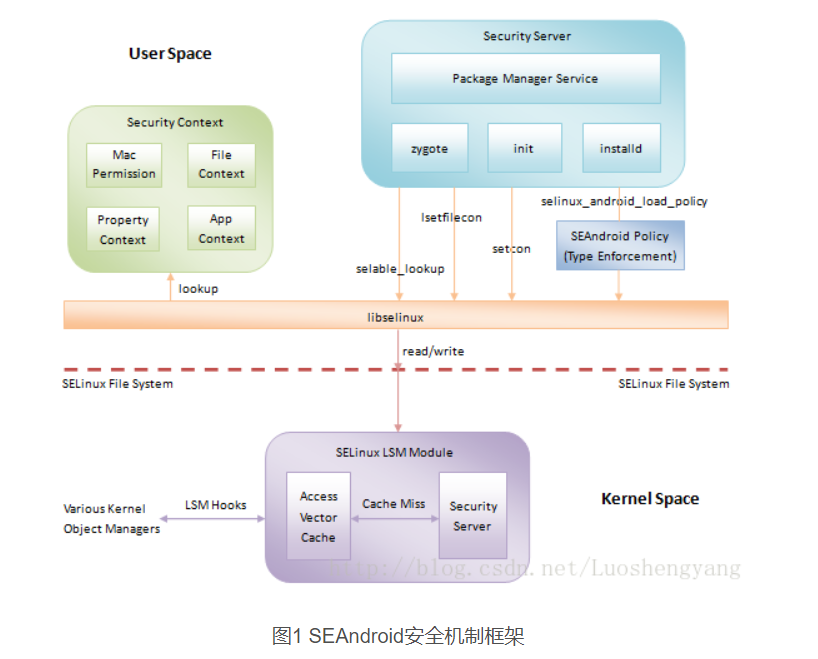 User Space
Security Server
Package Manager Service
zygote
init
installd
Security Context
Mac
Permission
File
Context
Property
Context
App
Context
selinux_android_load_policy
lsetfilecon
setcon
selable_lookup
SEAndroid Policy
(Type Enforcement)
lookup
libselinux
read/write
SELinux File System
SELinux File System
SELinux LSM Module
Access
Vector
Cache
Cache Miss
Security
Server
LSM Hooks
Various Kernel
Object Managers
Kernel Space
http://blog.csdn.net/Luoshengyang
图1 SEAndroid安全机制框架